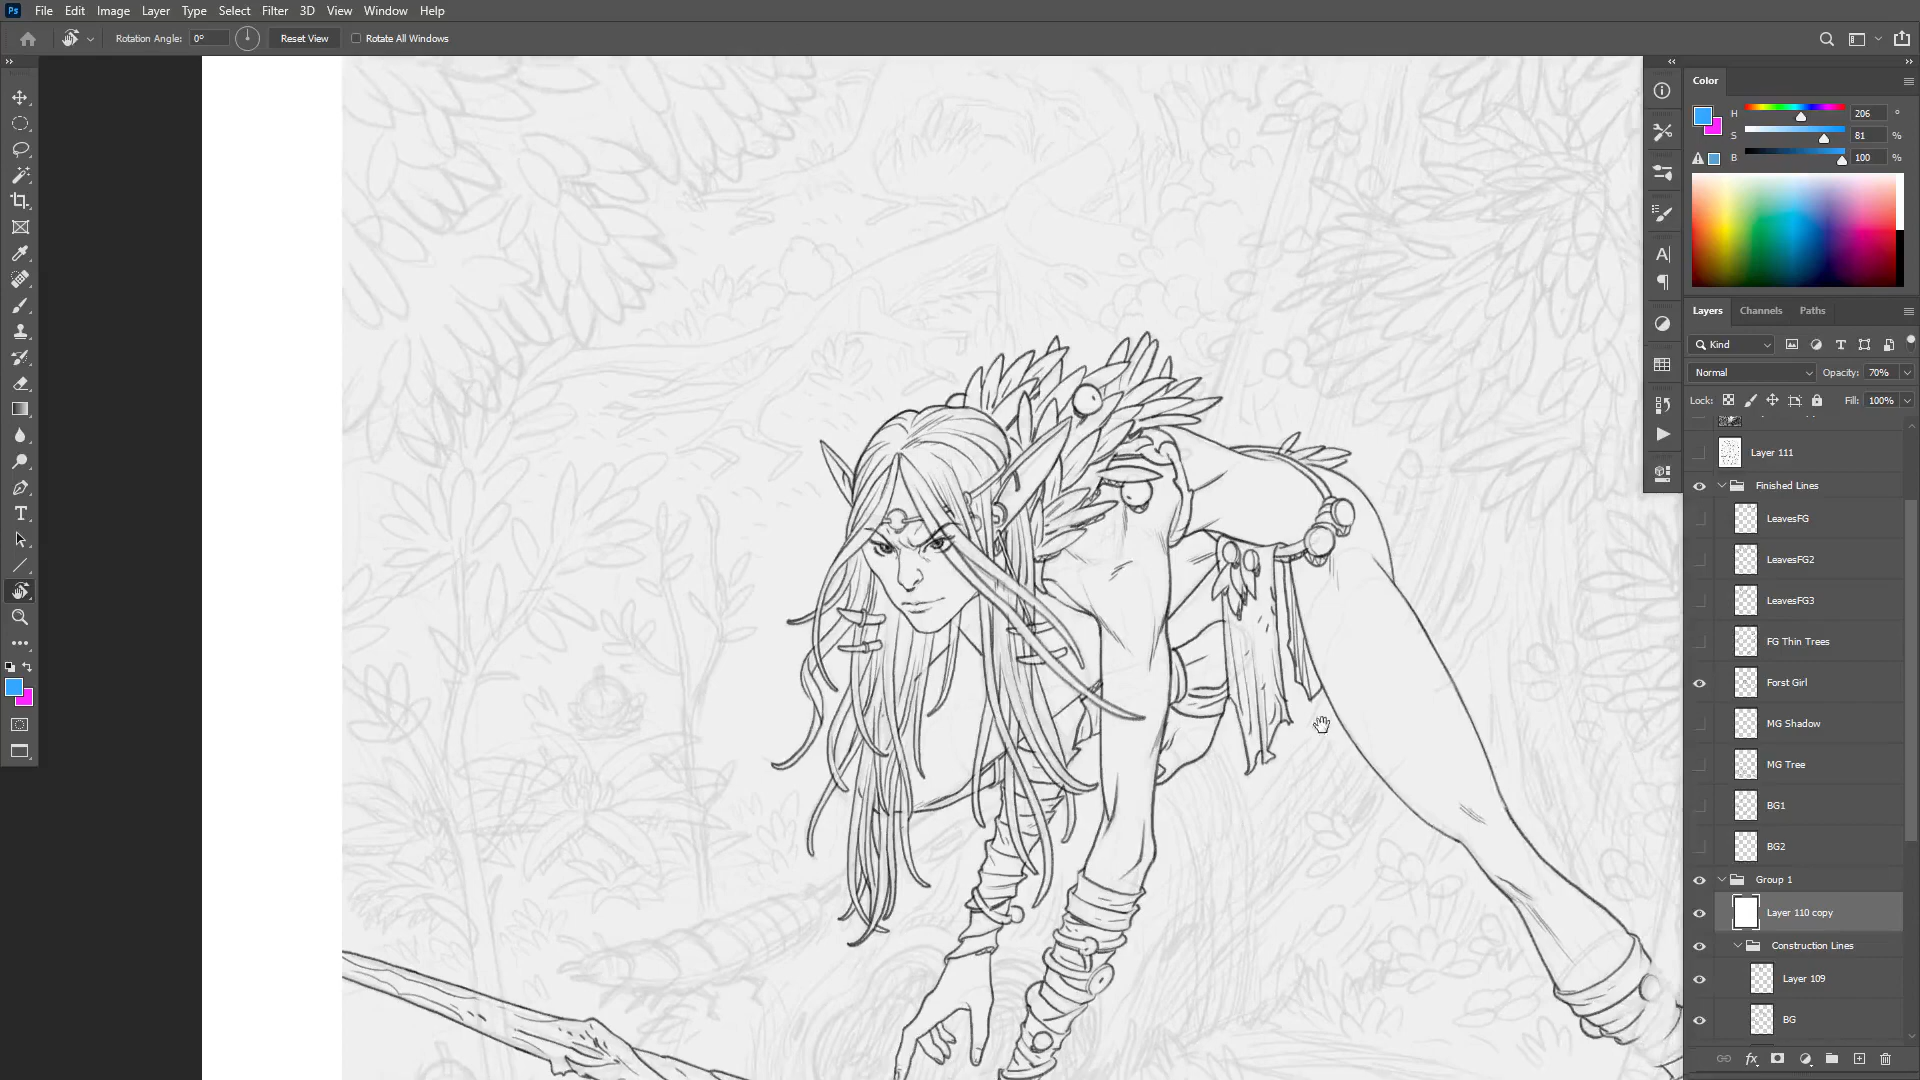 Ps File Edit Image Layer Type Select Filter 3D View Window Help
Rotation Angle: 0° Reset View Rotate All Windows
Color
H 206 °
S 81 %
B 100 %
Layers Channels Paths
Kind
Normal Opacity: 70%
Lock: Fill: 100%
Layer 111
Finished Lines
LeavesFG
LeavesFG2
LeavesFG3
FG Thin Trees
Forst Girl
MG Shadow
MG Tree
BG1
BG2
Group 1
Layer 110 copy
Construction Lines
Layer 109
BG
fx